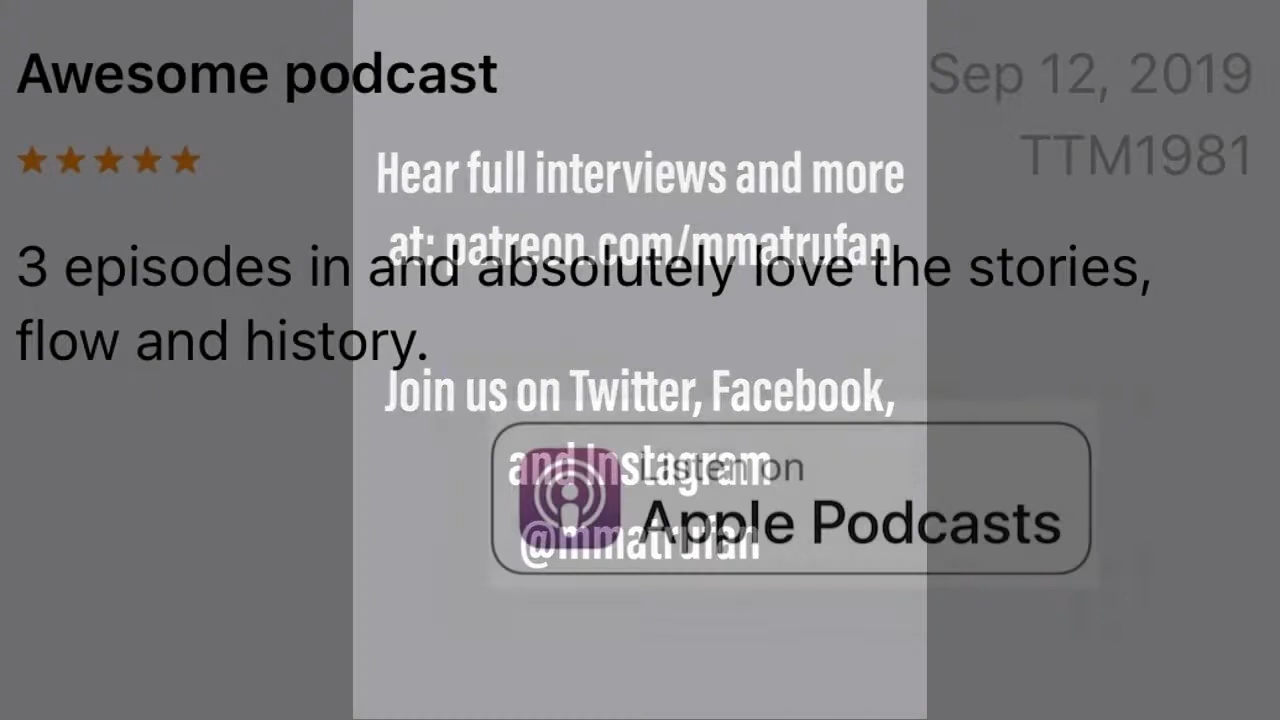 Awesome podcast
Sep 12, 2019
★★★★★
TTM1981
3 episodes in and absolutely love the stories,
flow and history.
Hear full interviews and more
at: patreon.com/mmatrufan
Join us on Twitter, Facebook,
and Instagram
@mmatrufan
Listen on
Apple Podcasts